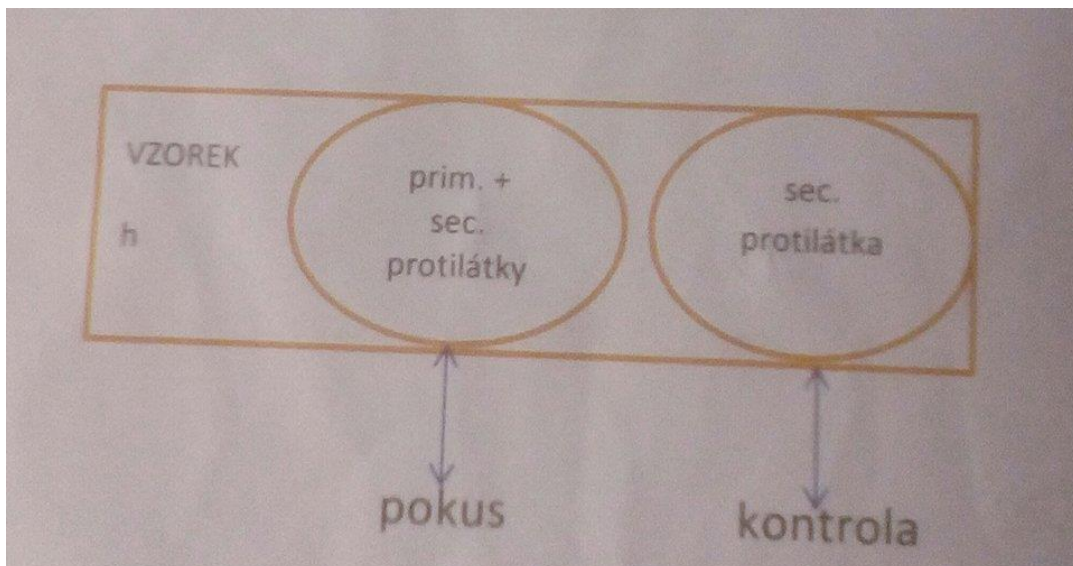 VZOREK
h
prim. +
sec.
protilátky
sec.
protilátka
pokus
kontrola